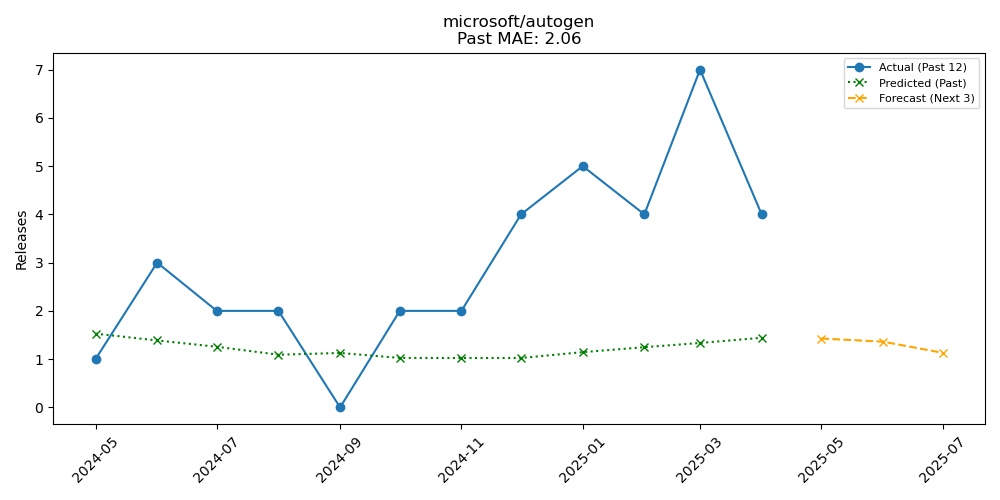 microsoft/autogen
Past MAE: 2.06
Actual (Past 12)
Predicted (Past)
Forecast (Next 3)
Releases
7
6
5
4
3
2
1
0
2024-05
2024-07
2024-09
2024-11
2025-01
2025-03
2025-05
2025-07